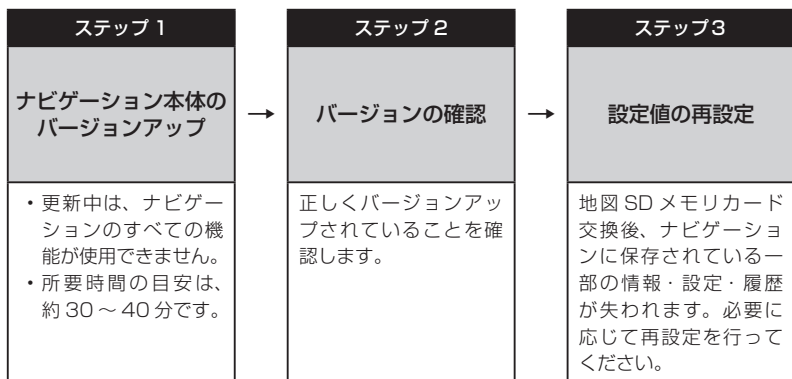 ステップ 1
ナビゲーション本体の
バージョンアップ
・更新中は、ナビゲー
ションのすべての機
能が使用できません。
・所要時間の目安は、
約 30 ~ 40 分です。
→
ステップ 2
バージョンの確認
正しくバージョンアッ
プされていることを確
認します。
→
ステップ3
設定値の再設定
地図 SD メモリカード
交換後、ナビゲーショ
ンに保存されている一
部の情報・設定・履歴
が失われます。必要に
応じて再設定を行って
ください。